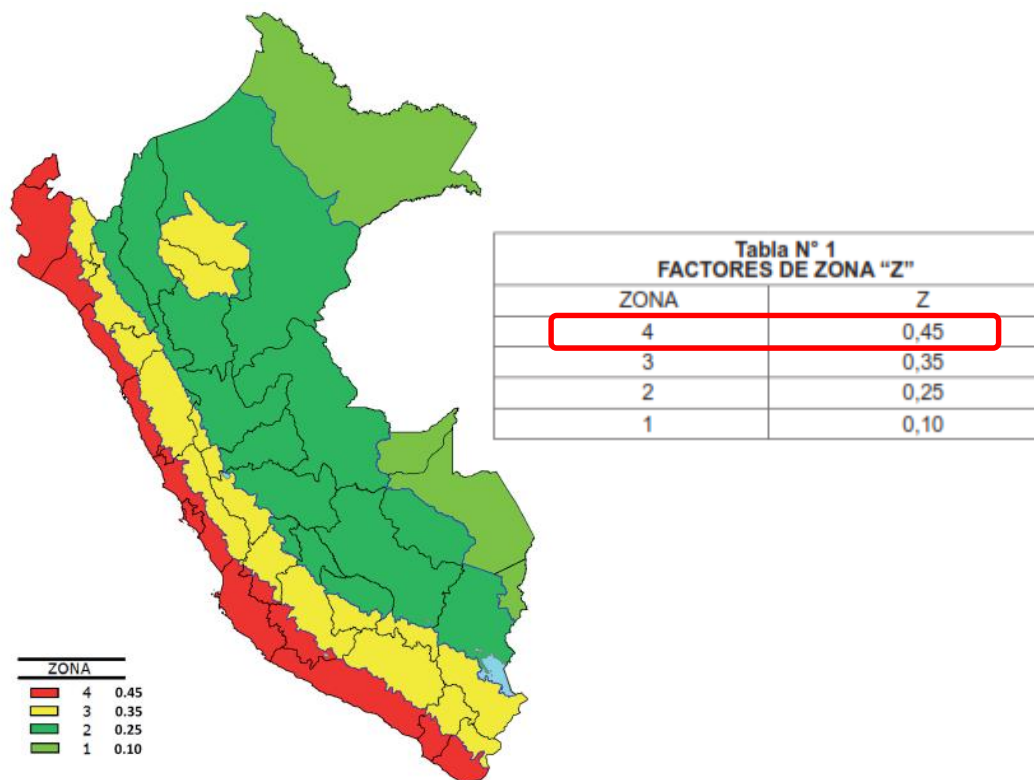 Tabla N° 1
FACTORES DE ZONA “Z”
ZONA Z
4 0,45
3 0,35
2 0,25
1 0,10
ZONA
4 0.45
3 0.35
2 0.25
1 0.10